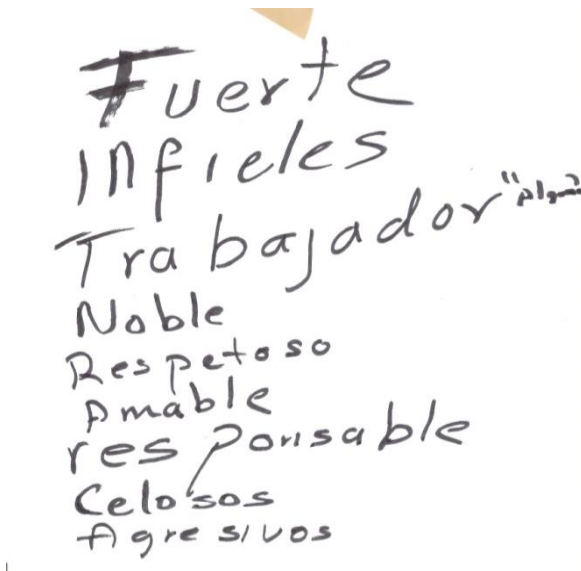 Fuerte
Infieles
Trabajador
Noble
Respetoso
Amable
responsable
Celosos
Agresivos